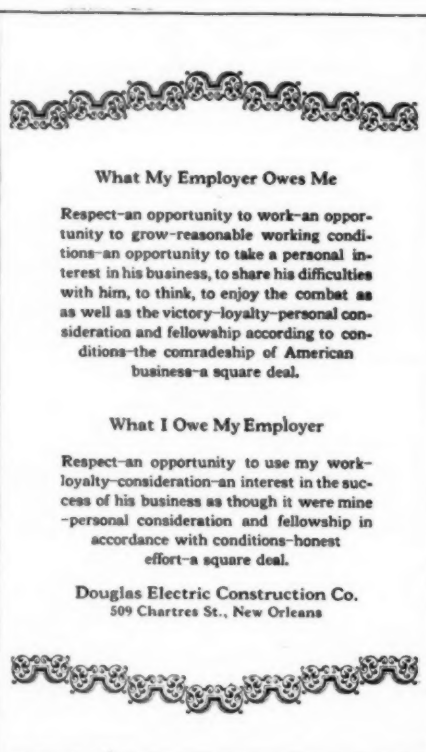 What My Employer Owes Me
Respect-an opportunity to work-an oppor-
tunity to grow-reasonable working condi-
tions-an opportunity to take a personal in-
terest in his business, to share his difficulties
with him, to think, to enjoy the combat as
as well as the victory-loyalty-personal con-
sideration and fellowship according to con-
ditions-the comradeship of American
business-a square deal.
What I Owe My Employer
Respect-an opportunity to use my work-
loyalty-consideration-an interest in the suc-
cess of his business as though it were mine
-personal consideration and fellowship in
accordance with conditions-honest
effort-a square deal.
Douglas Electric Construction Co.
509 Chartres St., New Orleans